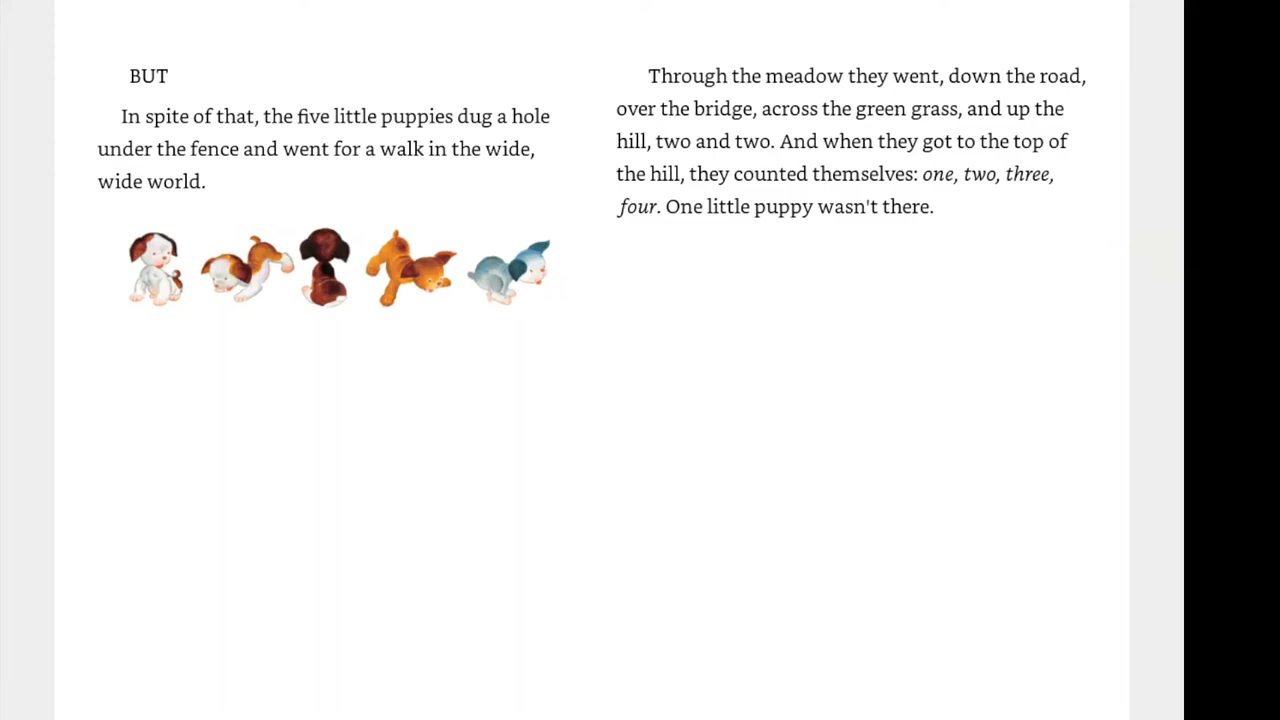 BUT
In spite of that, the five little puppies dug a hole
under the fence and went for a walk in the wide,
wide world.
Through the meadow they went, down the road,
over the bridge, across the green grass, and up the
hill, two and two. And when they got to the top of
the hill, they counted themselves: one, two, three,
four. One little puppy wasn't there.